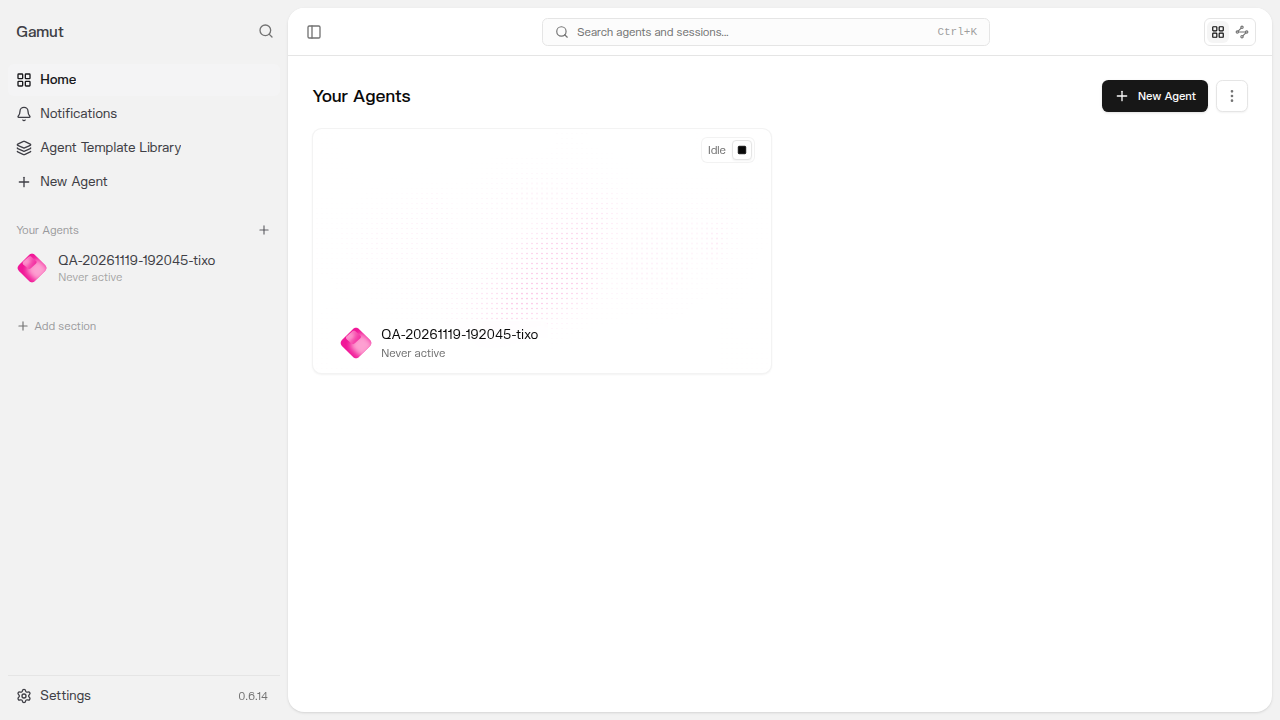 Gamut
Home
Notifications
Agent Template Library
New Agent
Your Agents
QA-20261119-192045-tixo
Never active
Add section
Settings
0.6.14
Search agents and sessions...
Ctrl+K
Your Agents
New Agent
Idle
QA-20261119-192045-tixo
Never active